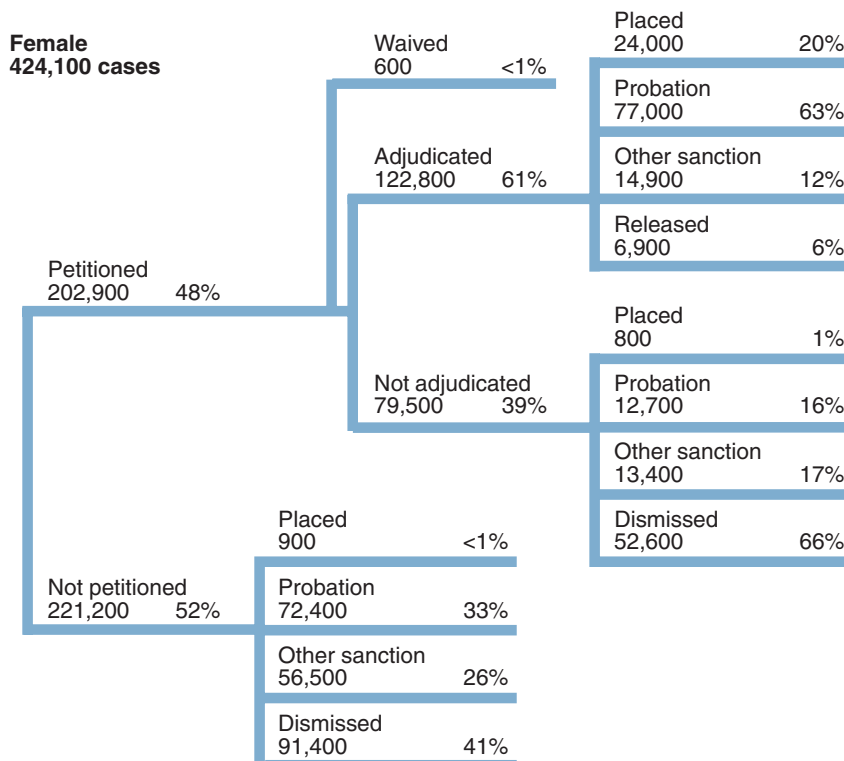 Female
424,100 cases
Waived
600 <1%
Placed
24,000 20%
Probation
77,000 63%
Adjudicated
122,800 61%
Other sanction
14,900 12%
Released
6,900 6%
Petitioned
202,900 48%
Placed
800 1%
Not adjudicated
79,500 39%
Probation
12,700 16%
Other sanction
13,400 17%
Dismissed
52,600 66%
Placed
900 <1%
Not petitioned
221,200 52%
Probation
72,400 33%
Other sanction
56,500 26%
Dismissed
91,400 41%